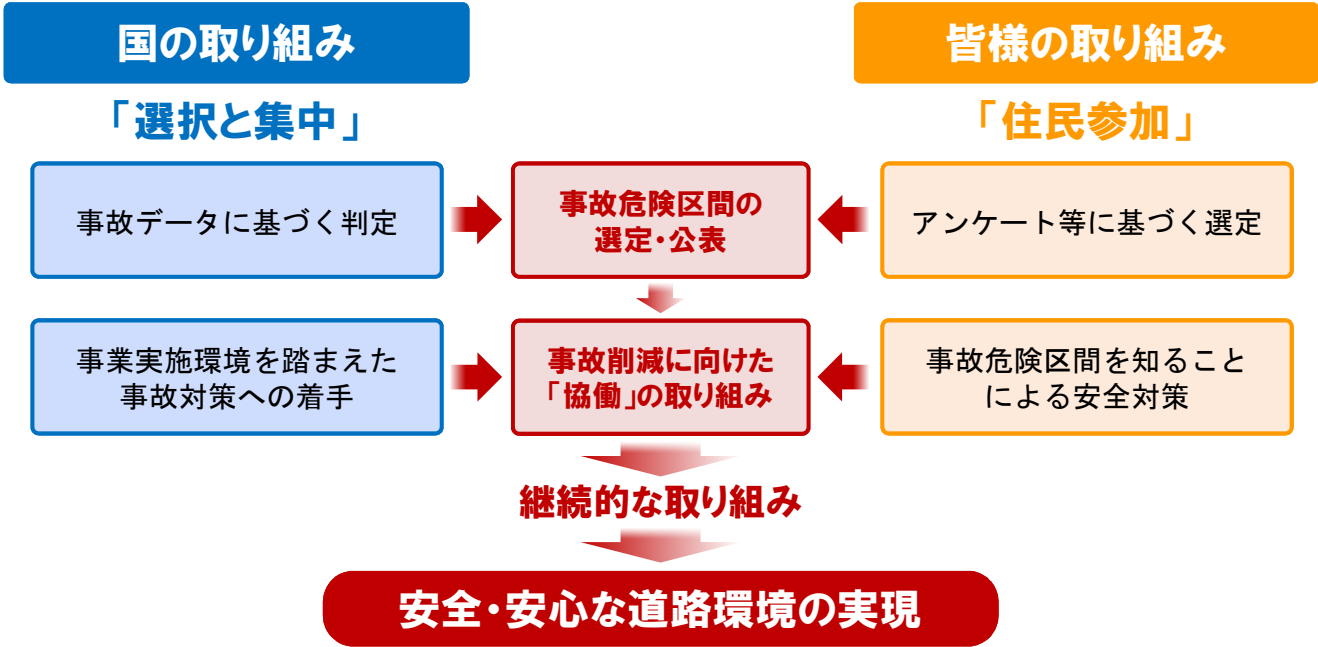 国の取り組み
皆様の取り組み
「選択と集中」
「住民参加」
事故データに基づく判定
事故危険区間の
選定・公表
アンケート等に基づく選定
事業実施環境を踏まえた
事故対策への着手
事故削減に向けた
「協働」の取り組み
事故危険区間を知ること
による安全対策
継続的な取り組み
安全・安心な道路環境の実現